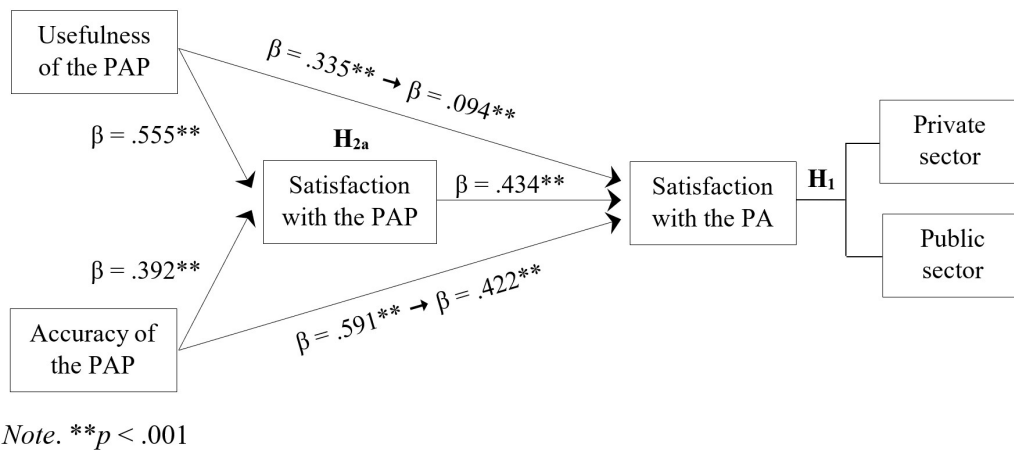 Usefulness
of the PAP
β = .335** → β = .094**
β = .555**
H2a
Satisfaction
with the PAP
β = .434**
Satisfaction
with the PA
H1
Private
sector
Public
sector
β = .392**
β = .591** → β = .422**
Accuracy of
the PAP
Note. **p < .001